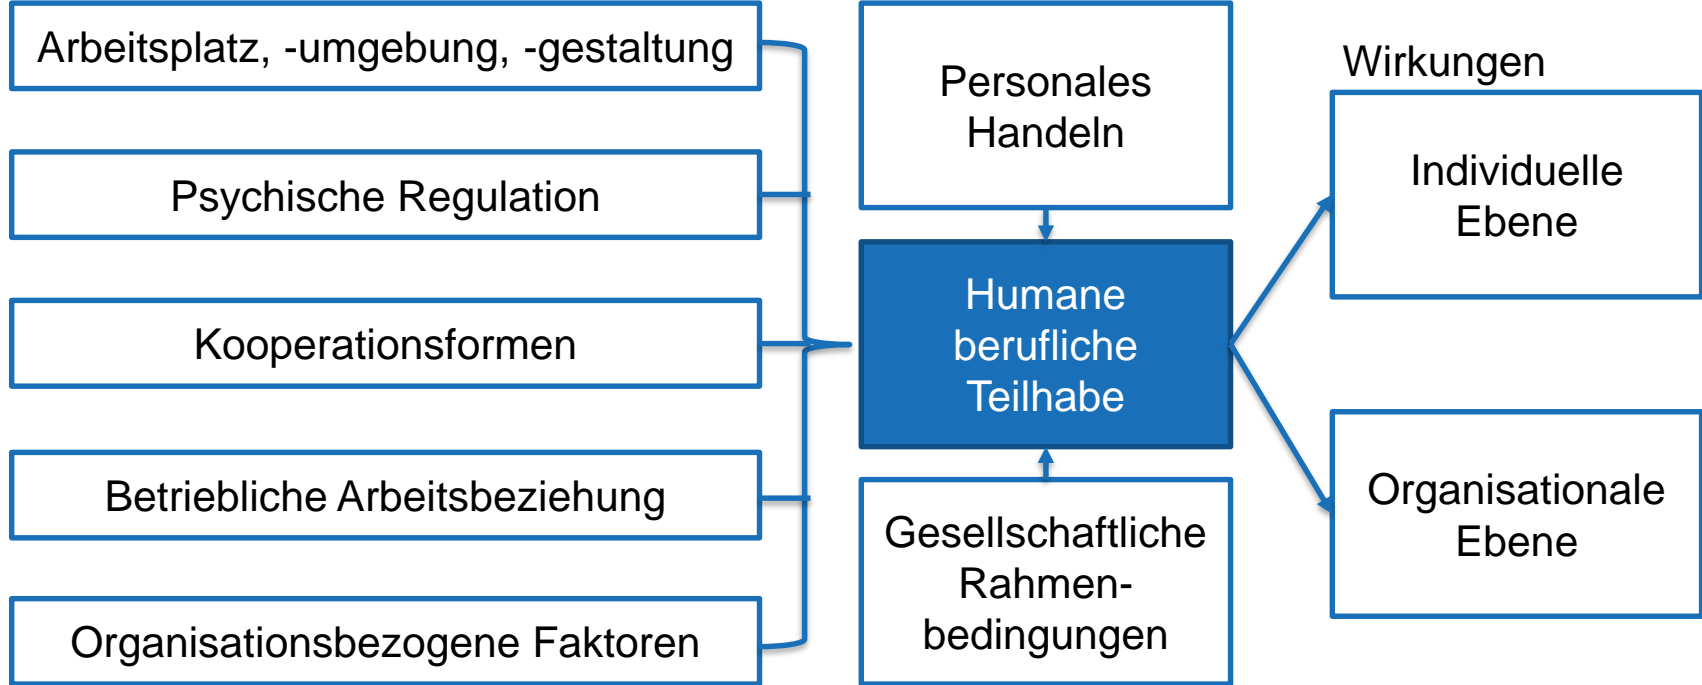 Arbeitsplatz, -umgebung, -gestaltung
Psychische Regulation
Kooperationsformen
Betriebliche Arbeitsbeziehung
Organisationsbezogene Faktoren
Personales
Handeln
Humane
berufliche
Teilhabe
Gesellschaftliche
Rahmen-
bedingungen
Wirkungen
Individuelle
Ebene
Organisationale
Ebene